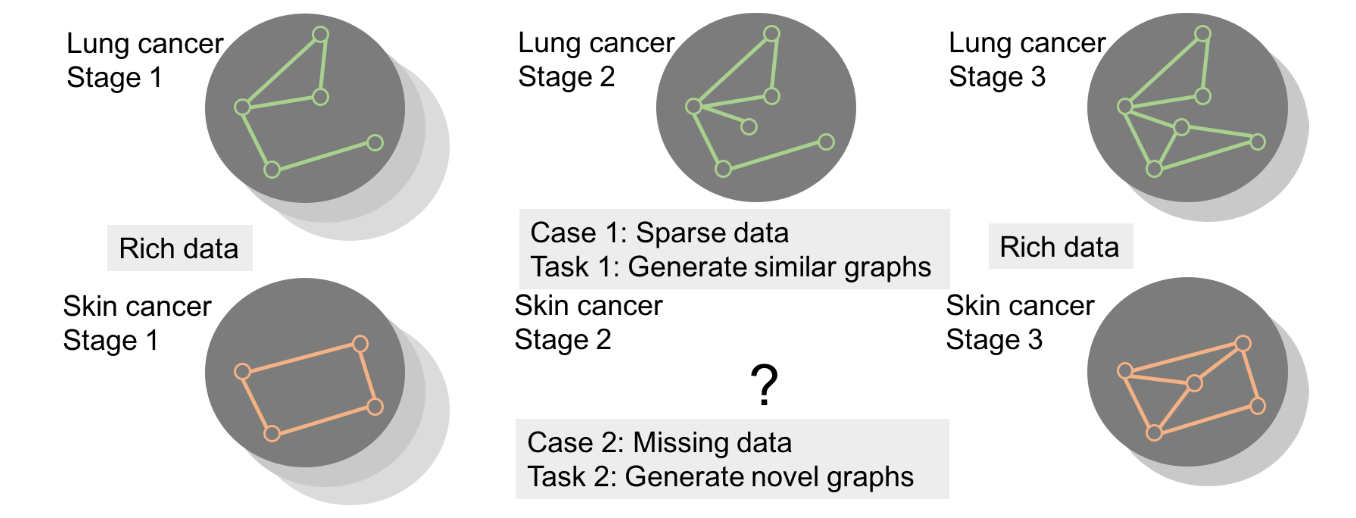 Lung cancer
Stage 1
Lung cancer
Stage 2
Lung cancer
Stage 3
Rich data
Case 1: Sparse data
Task 1: Generate similar graphs
Rich data
Skin cancer
Stage 1
Skin cancer
Stage 2
Skin cancer
Stage 3
?
Case 2: Missing data
Task 2: Generate novel graphs